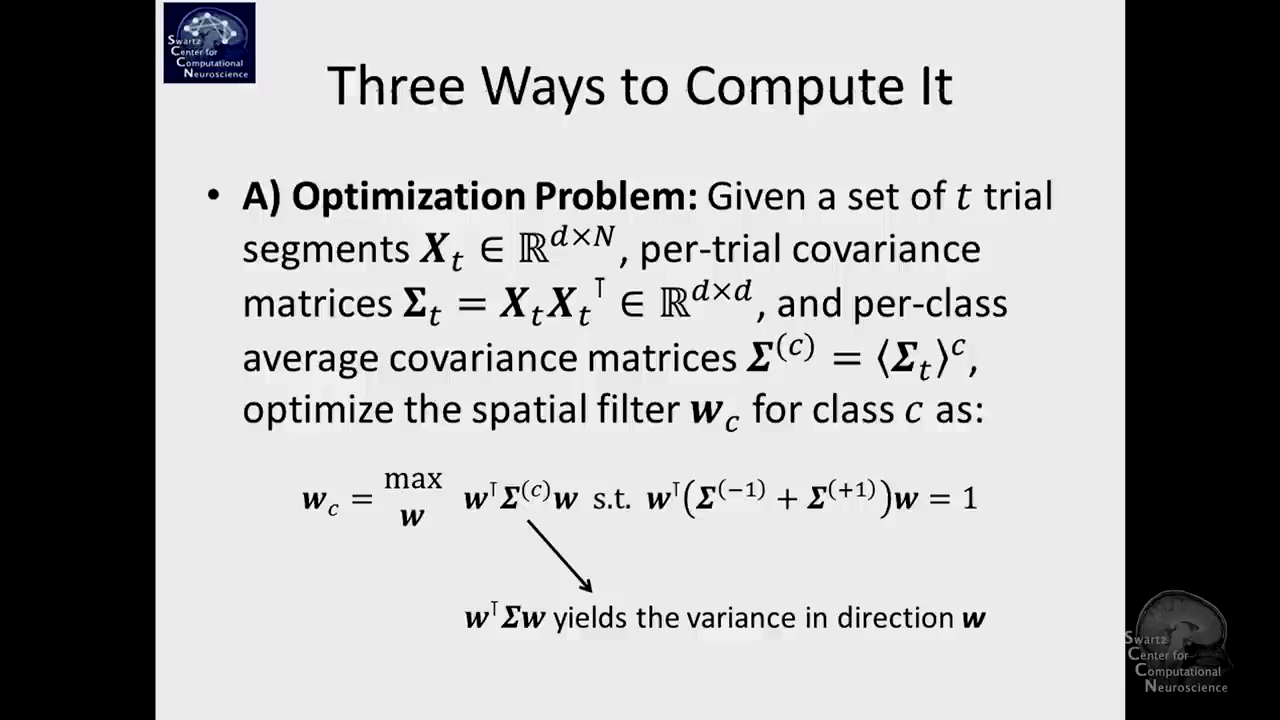 Swartz
Center for
Computational
Neuroscience
Three Ways to Compute It
• A) Optimization Problem: Given a set of t trial
segments X_t ∈ ℝ^{d×N}, per-trial covariance
matrices Σ_t = X_t X_t^⊺ ∈ ℝ^{d×d}, and per-class
average covariance matrices Σ^{(c)} = ⟨Σ_t⟩^c,
optimize the spatial filter w_c for class c as:
w_c = max_w w^⊺Σ^{(c)}w s.t. w^⊺(Σ^{(−1)} + Σ^{(+1)})w = 1
w^⊺Σw yields the variance in direction w
Swartz
Center for
Computational
Neuroscience